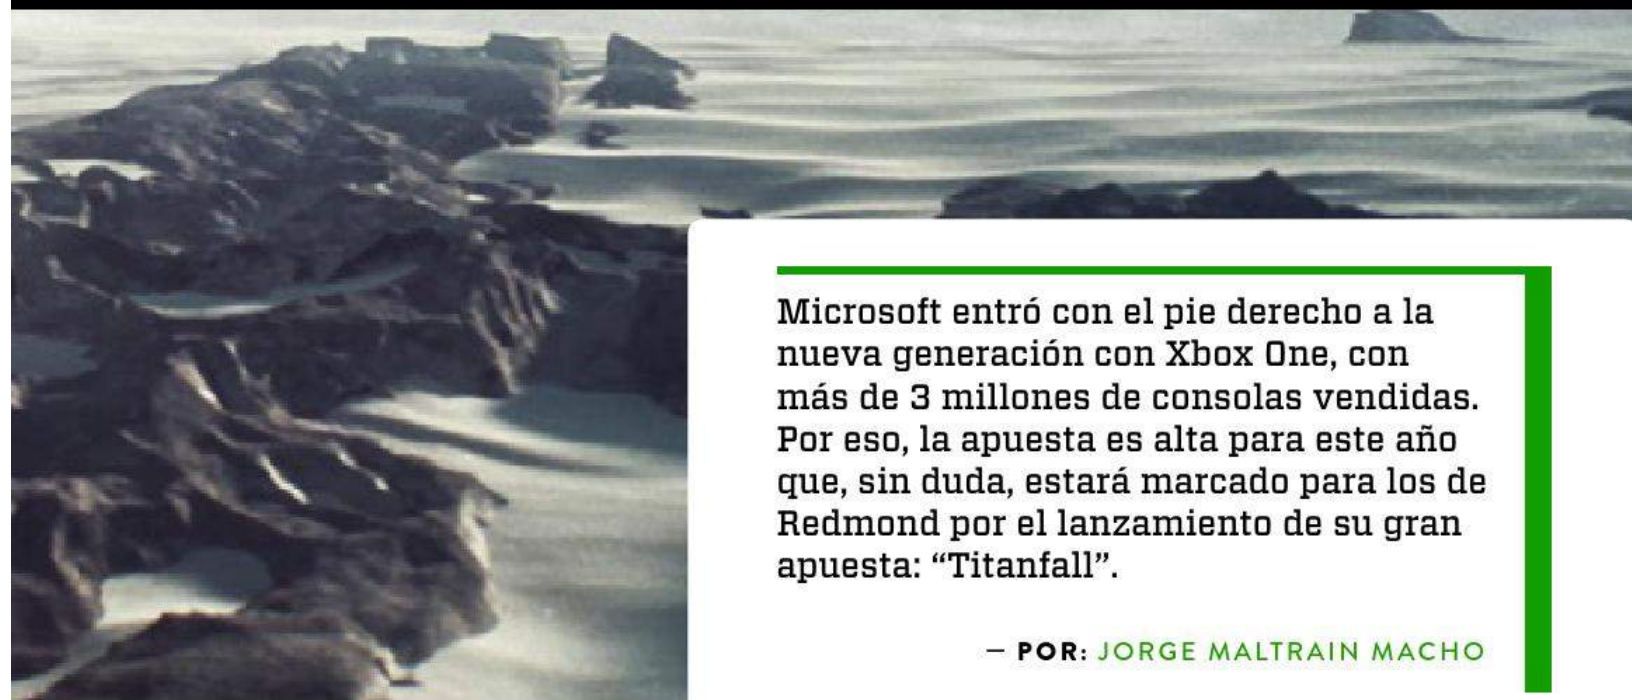 Microsoft entró con el pie derecho a la
nueva generación con Xbox One, con
más de 3 millones de consolas vendidas.
Por eso, la apuesta es alta para este año
que, sin duda, estará marcado para los de
Redmond por el lanzamiento de su gran
apuesta: “Titanfall”.
— POR: JORGE MALTRAIN MACHO